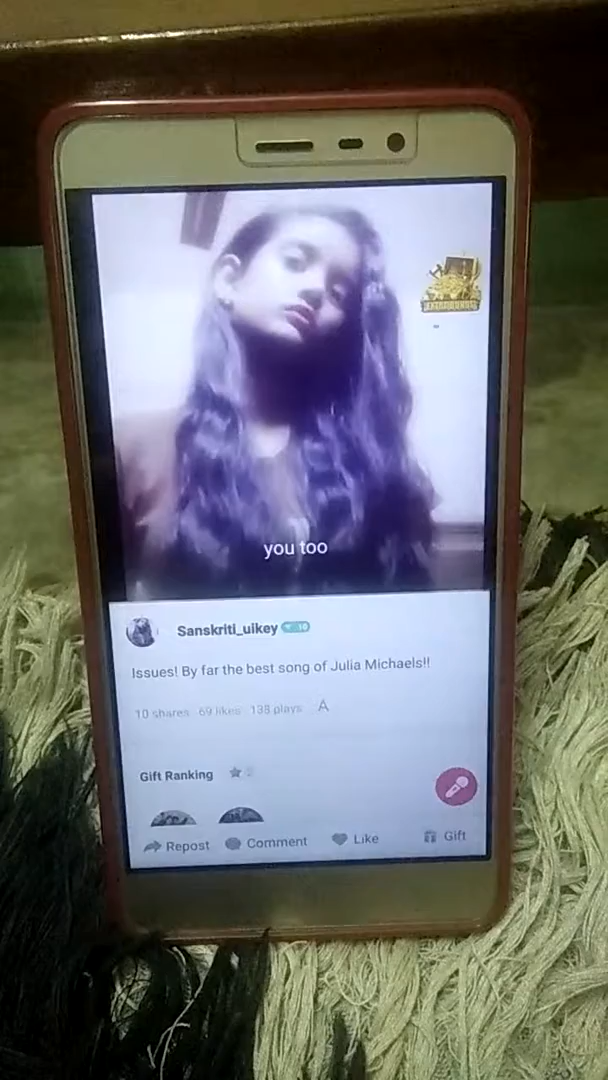 you too
Sanskriti_uikey 10
Issues! By far the best song of Julia Michaels!!
10 shares 69 likes 138 plays A
Gift Ranking
Repost Comment Like Gift